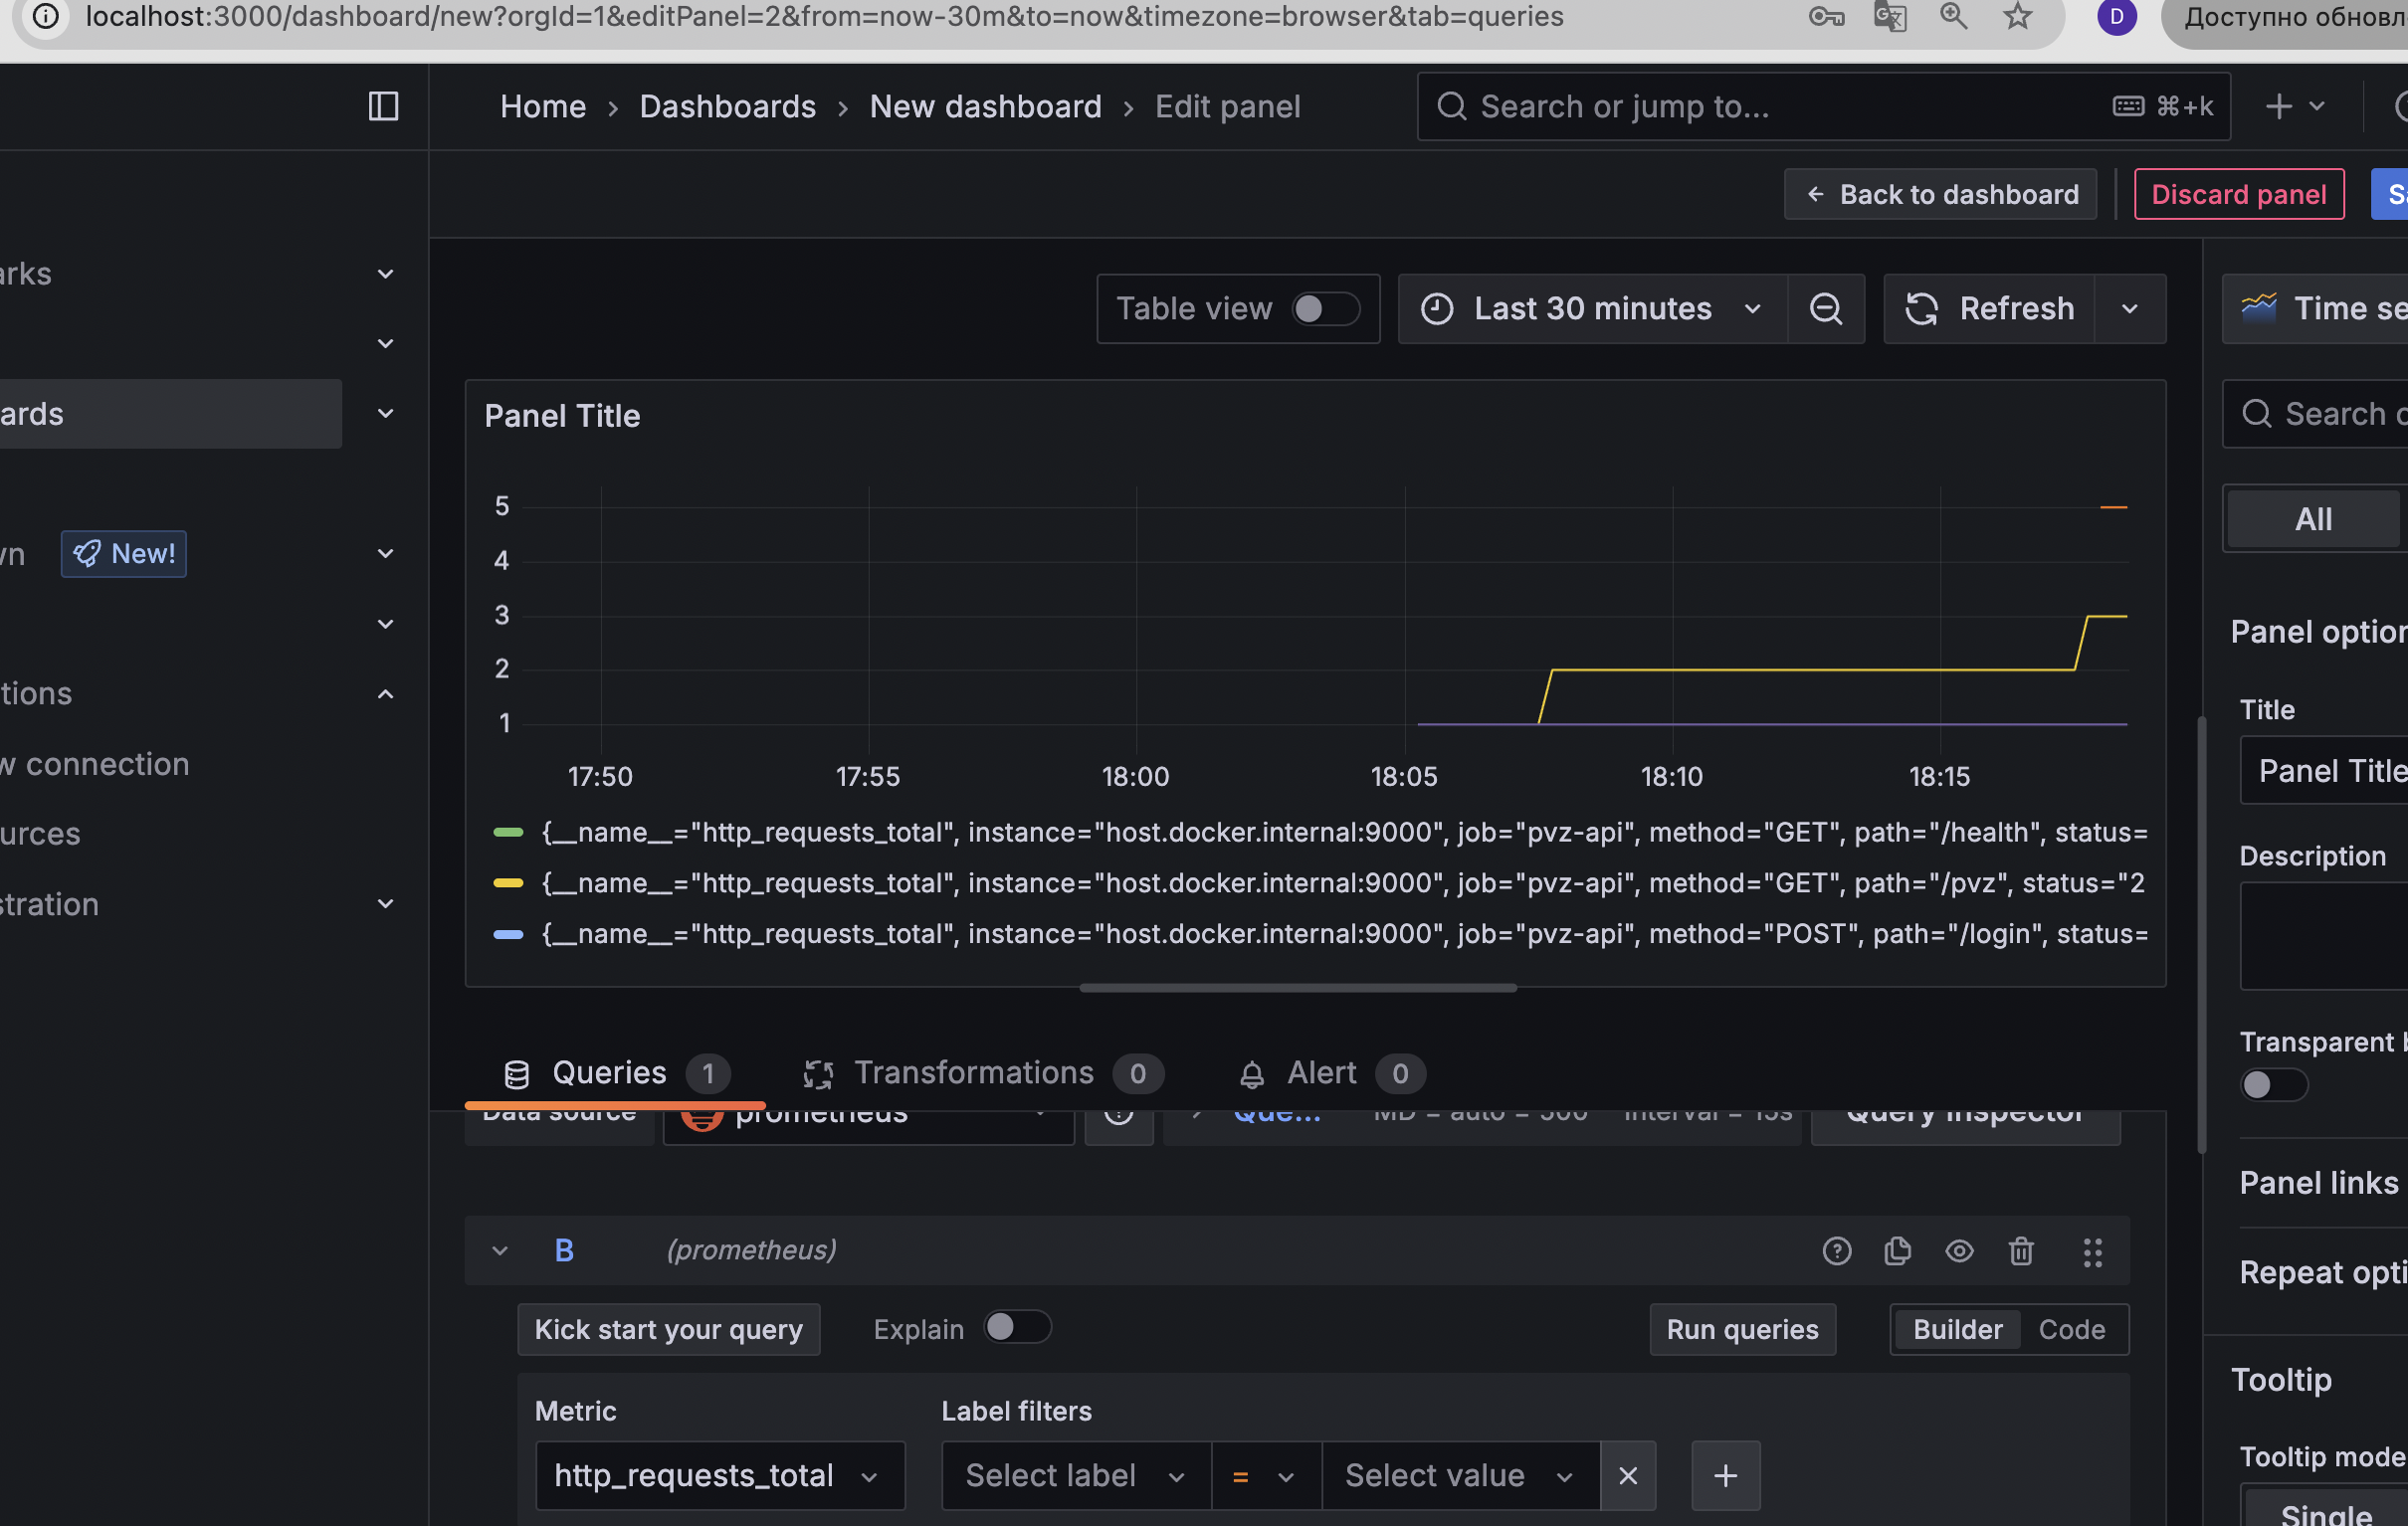 localhost:3000/dashboard/new?orgId=1&editPanel=2&from=now-30m&to=now&timezone=browser&tab=queries
D
Доступно обновл
Home › Dashboards › New dashboard › Edit panel
Search or jump to...
⌘+k
← Back to dashboard
Discard panel
Sa
arks
ards
wn
New!
tions
w connection
urces
stration
Table view
Last 30 minutes
Refresh
Time se
Panel Title
5
4
3
2
1
17:50
17:55
18:00
18:05
18:10
18:15
{__name__="http_requests_total", instance="host.docker.internal:9000", job="pvz-api", method="GET", path="/health", status=
{__name__="http_requests_total", instance="host.docker.internal:9000", job="pvz-api", method="GET", path="/pvz", status="2
{__name__="http_requests_total", instance="host.docker.internal:9000", job="pvz-api", method="POST", path="/login", status=
Queries 1
Transformations 0
Alert 0
Data source
prometheus
Que...
MD = auto = 500
Interval = 15s
Query inspector
B
(prometheus)
Kick start your query
Explain
Run queries
Builder
Code
Metric
Label filters
http_requests_total
Select label
=
Select value
Search o
All
Panel option
Title
Panel Title
Description
Transparent b
Panel links
Repeat opti
Tooltip
Tooltip mode
Single